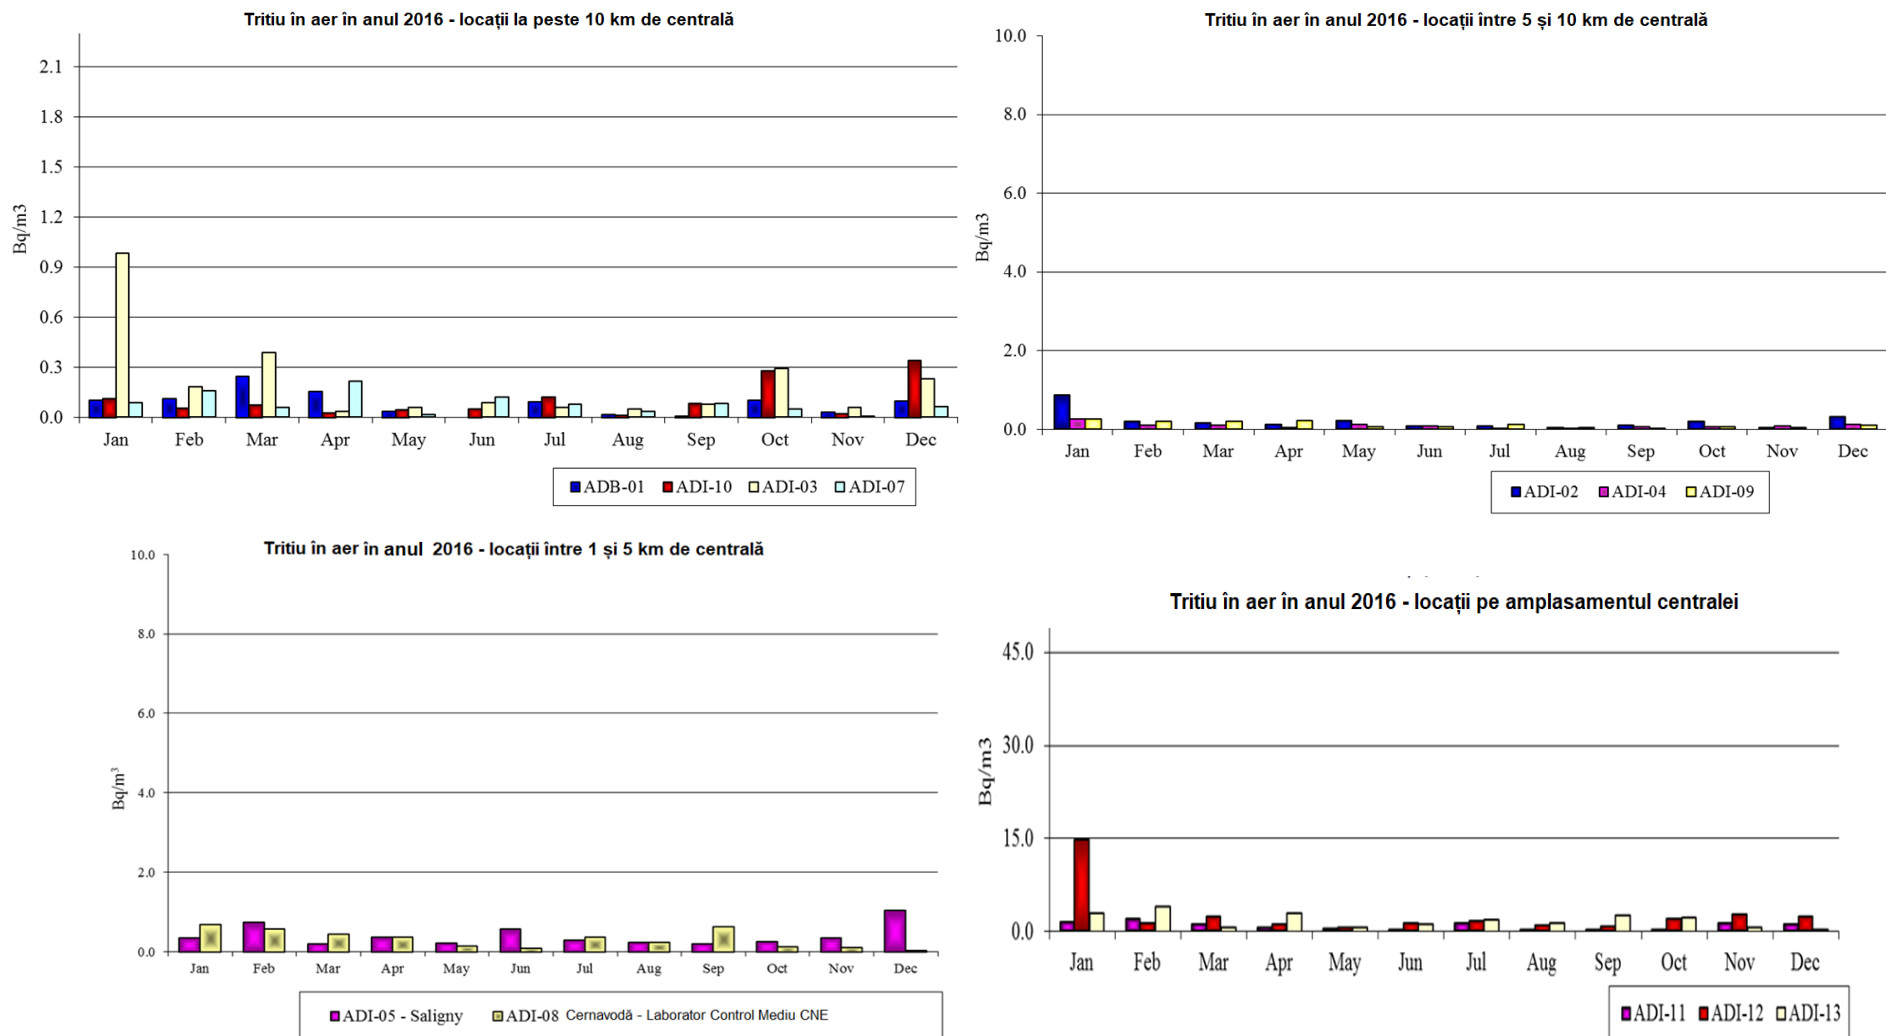 Tritiu în aer în anul 2016 - locații la peste 10 km de centrală
Bq/m3
2.1
1.8
1.5
1.2
0.9
0.6
0.3
0.0
Jan Feb Mar Apr May Jun Jul Aug Sep Oct Nov Dec
ADB-01 ADI-10 ADI-03 ADI-07
Tritiu în aer în anul 2016 - locații între 5 și 10 km de centrală
Bq/m3
10.0
8.0
6.0
4.0
2.0
0.0
Jan Feb Mar Apr May Jun Jul Aug Sep Oct Nov Dec
ADI-02 ADI-04 ADI-09
Tritiu în aer în anul 2016 - locații între 1 și 5 km de centrală
Bq/m³
10.0
8.0
6.0
4.0
2.0
0.0
Jan Feb Mar Apr May Jun Jul Aug Sep Oct Nov Dec
ADI-05 - Saligny ADI-08 Cernavodă - Laborator Control Mediu CNE
Tritiu în aer în anul 2016 - locații pe amplasamentul centralei
Bq/m3
45.0
30.0
15.0
0.0
Jan Feb Mar Apr May Jun Jul Aug Sep Oct Nov Dec
ADI-11 ADI-12 ADI-13